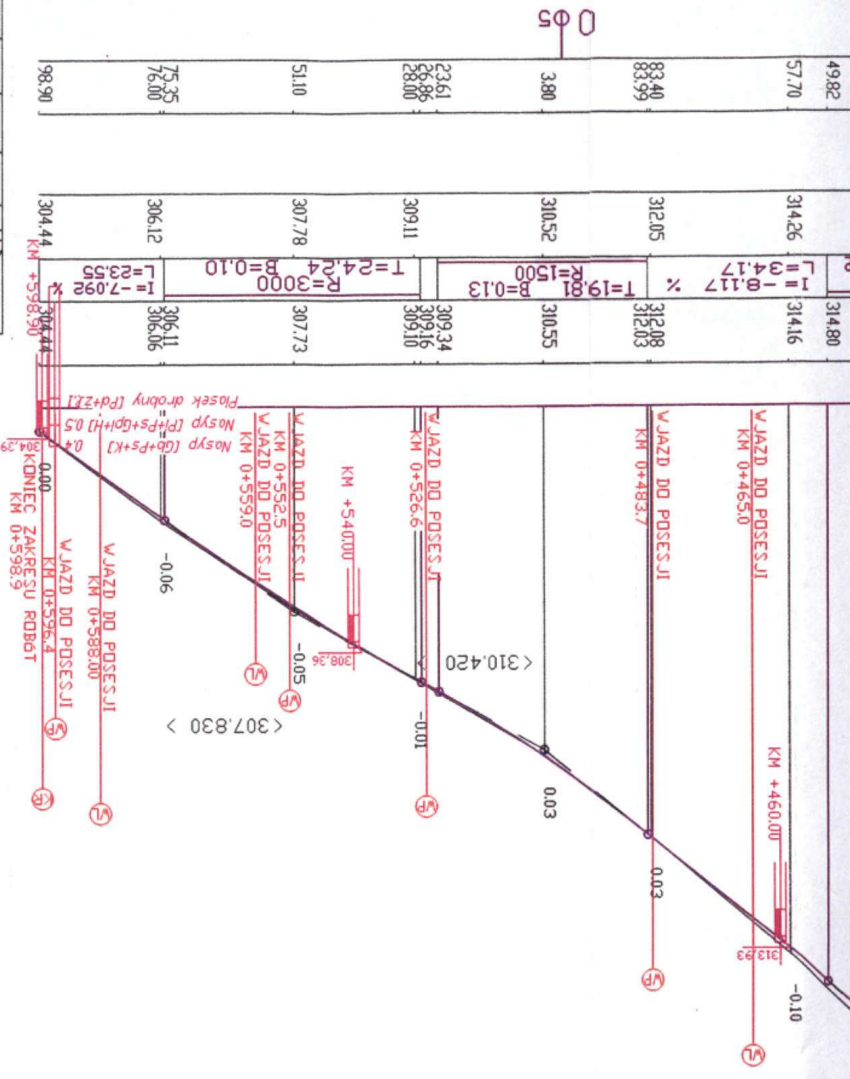 5
98.90
75.35
76.00
51.10
23.61
26.86
28.00
3.80
83.40
83.99
57.70
49.82
304.44
306.12
307.78
309.11
310.52
312.05
314.26
I= -7.092 %
L=23.55
R=3000
T=24.24 B=0.10
R=1500
T=19.81 B=0.13
I= -8.117 %
L=34.17
304.44
306.11
306.06
307.73
309.34
309.16
309.10
310.55
312.08
312.03
314.16
314.80
KM +598.90
Piasek drobny [Pd+Ż]
Nasyp [Pł+Ps+Gpł+H] 0.5
Nasyp [Gb+Ps+K] 0.4
304.39
KONIEC ZAKRESU ROBÓT
KM 0+598.9
KR
WJAZD DO POSESJI
KM 0+596.4
WP
WJAZD DO POSESJI
KM 0+588.00
WL
WJAZD DO POSESJI
KM 0+559.0
WL
WJAZD DO POSESJI
KM 0+552.5
WP
KM +540.00
308.36
WJAZD DO POSESJI
KM 0+526.6
WP
WJAZD DO POSESJI
KM 0+483.7
WP
WJAZD DO POSESJI
KM 0+465.0
WL
KM +460.00
313.93
0.00
-0.06
-0.05
-0.01
0.03
0.03
-0.10
< 307.830 >
< 310.420 >